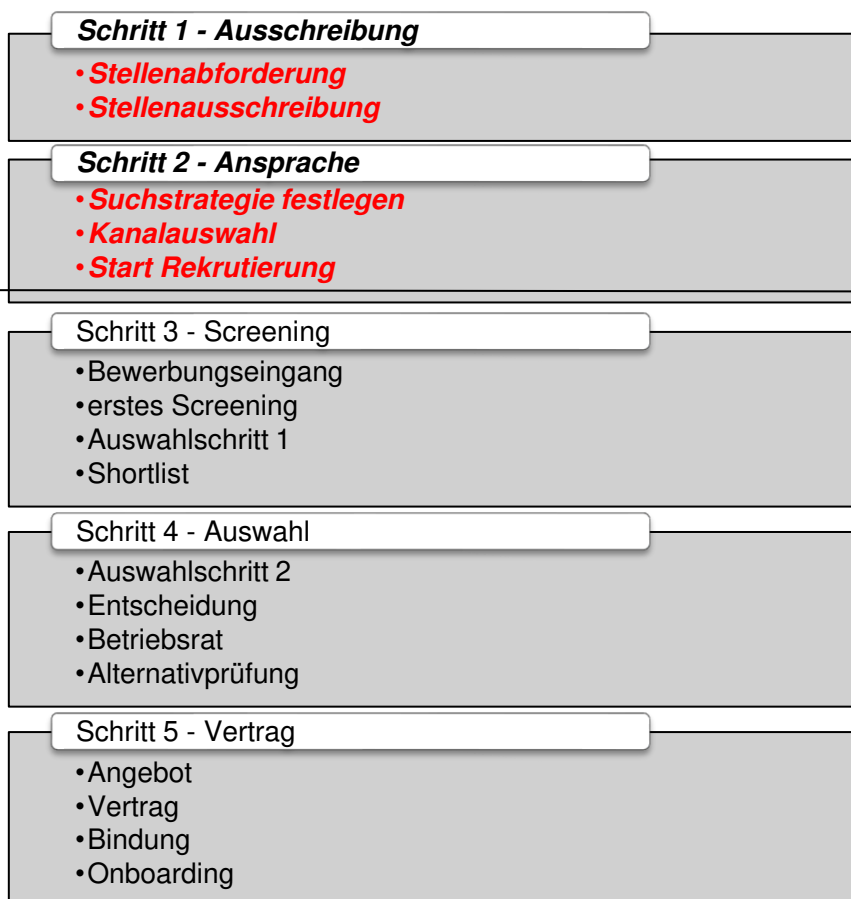 Schritt 1 - Ausschreibung
•Stellenabforderung
•Stellenausschreibung
Schritt 2 - Ansprache
•Suchstrategie festlegen
•Kanalauswahl
•Start Rekrutierung
Schritt 3 - Screening
•Bewerbungseingang
•erstes Screening
•Auswahlschritt 1
•Shortlist
Schritt 4 - Auswahl
•Auswahlschritt 2
•Entscheidung
•Betriebsrat
•Alternativprüfung
Schritt 5 - Vertrag
•Angebot
•Vertrag
•Bindung
•Onboarding